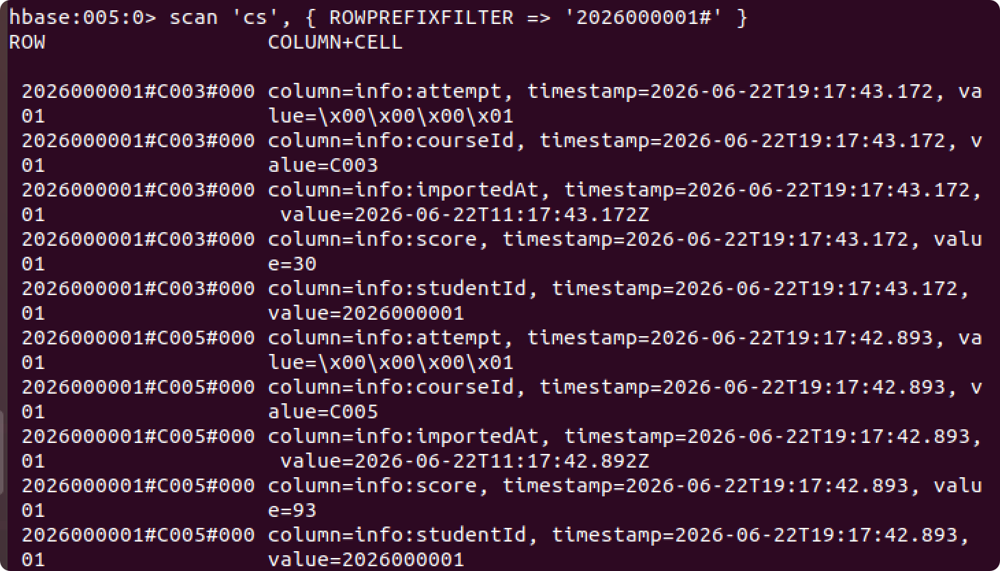 hbase:005:0> scan 'cs', { ROWPREFIXFILTER => '2026000001#' }
ROW                  COLUMN+CELL
 2026000001#C003#000 column=info:attempt, timestamp=2026-06-22T19:17:43.172, va
 01                  lue=\x00\x00\x00\x01
 2026000001#C003#000 column=info:courseId, timestamp=2026-06-22T19:17:43.172, v
 01                  alue=C003
 2026000001#C003#000 column=info:importedAt, timestamp=2026-06-22T19:17:43.172,
 01                   value=2026-06-22T11:17:43.172Z
 2026000001#C003#000 column=info:score, timestamp=2026-06-22T19:17:43.172, valu
 01                  e=30
 2026000001#C003#000 column=info:studentId, timestamp=2026-06-22T19:17:43.172,
 01                  value=2026000001
 2026000001#C005#000 column=info:attempt, timestamp=2026-06-22T19:17:42.893, va
 01                  lue=\x00\x00\x00\x01
 2026000001#C005#000 column=info:courseId, timestamp=2026-06-22T19:17:42.893, v
 01                  alue=C005
 2026000001#C005#000 column=info:importedAt, timestamp=2026-06-22T19:17:42.893,
 01                   value=2026-06-22T11:17:42.892Z
 2026000001#C005#000 column=info:score, timestamp=2026-06-22T19:17:42.893, valu
 01                  e=93
 2026000001#C005#000 column=info:studentId, timestamp=2026-06-22T19:17:42.893,
 01                  value=2026000001